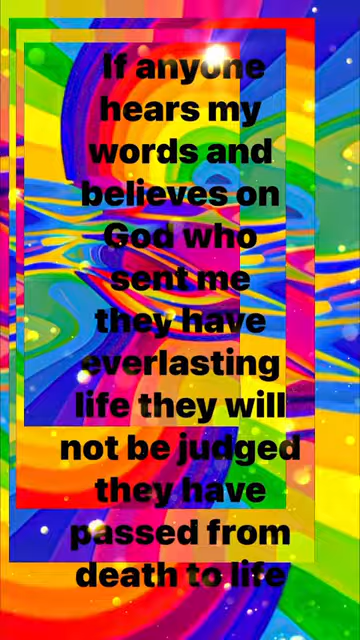 If anyone
hears my
words and
believes on
God who
sent me
they have
everlasting
life they will
not be judged
they have
passed from
death to life